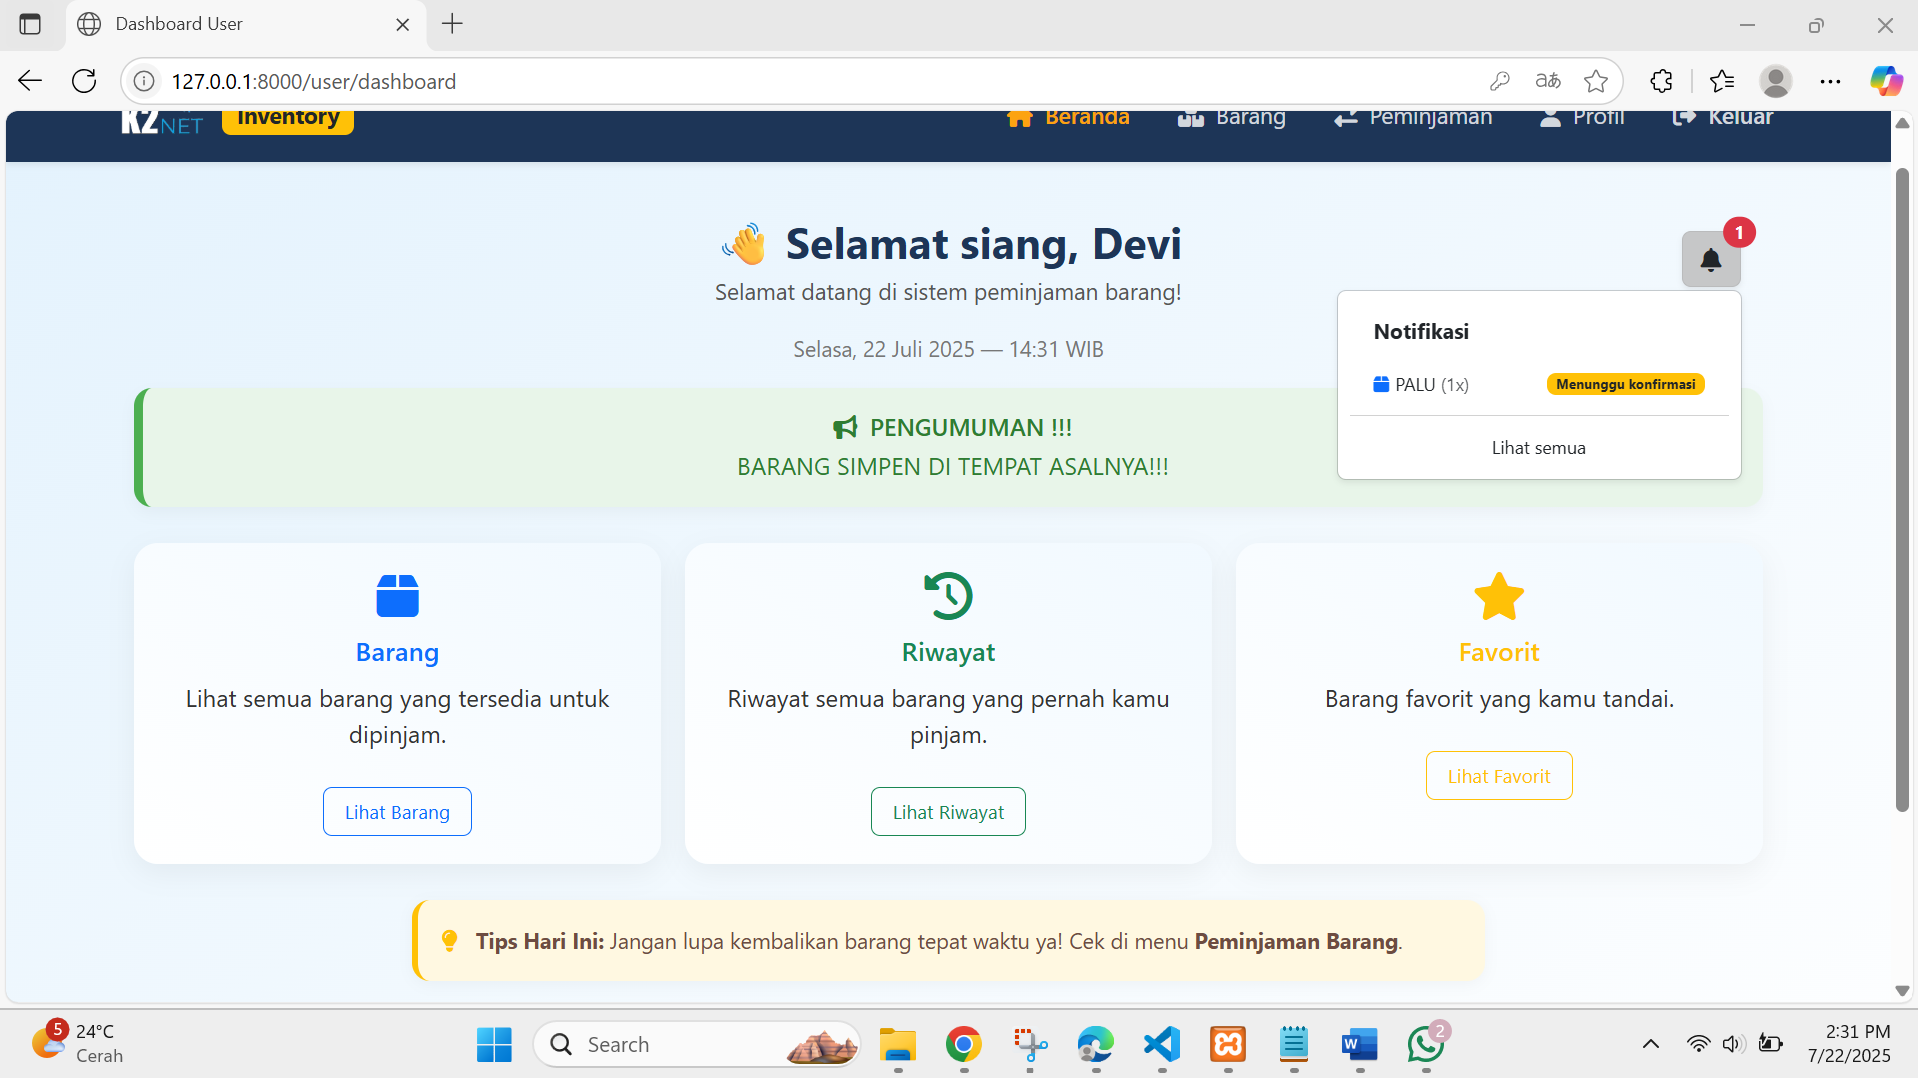 Dashboard User
127.0.0.1:8000/user/dashboard
K2NET Inventory Beranda Barang Peminjaman Profil Keluar
👋 Selamat siang, Devi
1
Selamat datang di sistem peminjaman barang!
Selasa, 22 Juli 2025 — 14:31 WIB
Notifikasi
PALU (1x) Menunggu konfirmasi
Lihat semua
PENGUMUMAN !!!
BARANG SIMPEN DI TEMPAT ASALNYA!!!
Barang
Lihat semua barang yang tersedia untuk
dipinjam.
Lihat Barang
Riwayat
Riwayat semua barang yang pernah kamu
pinjam.
Lihat Riwayat
Favorit
Barang favorit yang kamu tandai.
Lihat Favorit
Tips Hari Ini: Jangan lupa kembalikan barang tepat waktu ya! Cek di menu Peminjaman Barang.
5
24°C
Cerah
Search
2
2:31 PM
7/22/2025